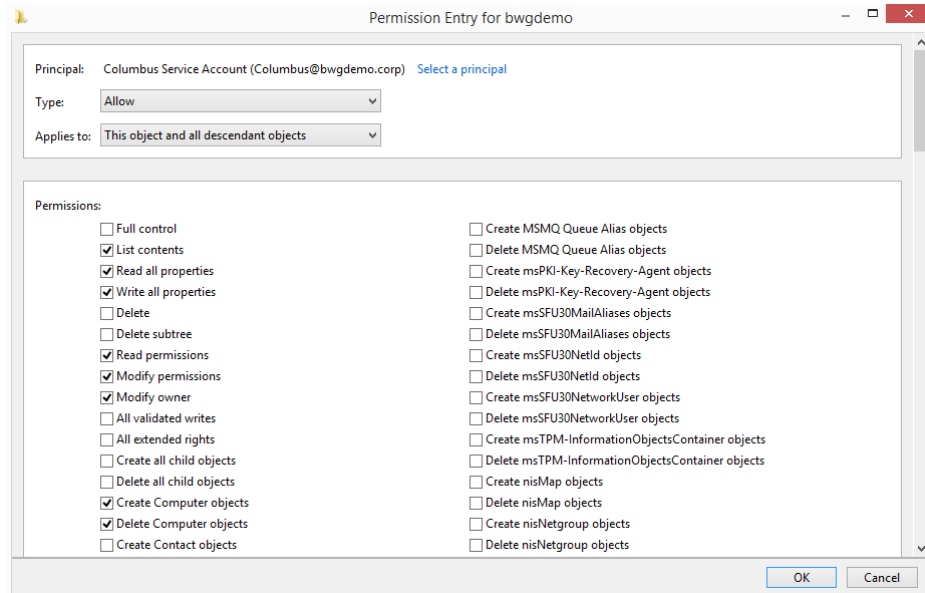 Permission Entry for bwgdemo
Principal: Columbus Service Account (Columbus@bwgdemo.corp) Select a principal
Type: Allow
Applies to: This object and all descendant objects
Permissions:
Full control
List contents
Read all properties
Write all properties
Delete
Delete subtree
Read permissions
Modify permissions
Modify owner
All validated writes
All extended rights
Create all child objects
Delete all child objects
Create Computer objects
Delete Computer objects
Create Contact objects
Create MSMQ Queue Alias objects
Delete MSMQ Queue Alias objects
Create msPKI-Key-Recovery-Agent objects
Delete msPKI-Key-Recovery-Agent objects
Create msSFU30MailAliases objects
Delete msSFU30MailAliases objects
Create msSFU30NetId objects
Delete msSFU30NetId objects
Create msSFU30NetworkUser objects
Delete msSFU30NetworkUser objects
Create msTPM-InformationObjectsContainer objects
Delete msTPM-InformationObjectsContainer objects
Create nisMap objects
Delete nisMap objects
Create nisNetgroup objects
Delete nisNetgroup objects
OK Cancel